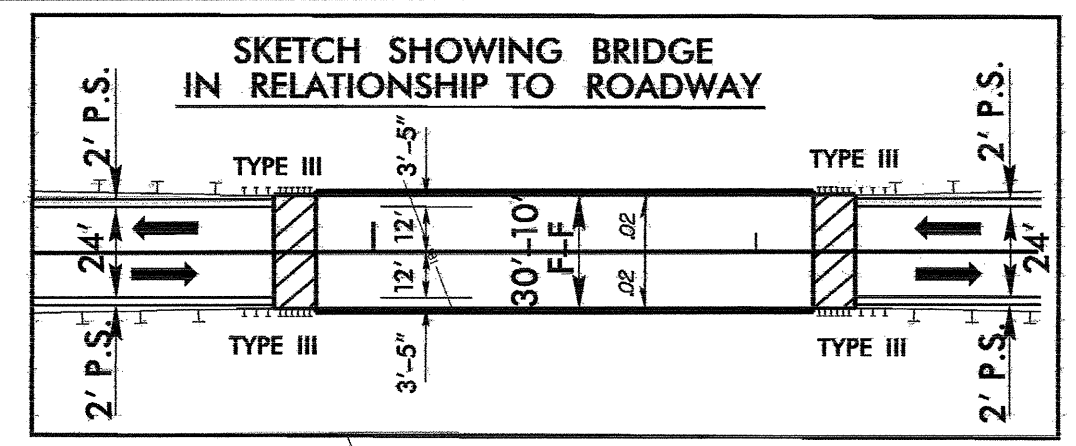 SKETCH SHOWING BRIDGE
IN RELATIONSHIP TO ROADWAY
2' P.S.
3'-5"
2' P.S.
TYPE III
TYPE III
24'
12'
12'
30'-10"
F-F
.02
.02
24'
TYPE III
TYPE III
2' P.S.
3'-5"
2' P.S.